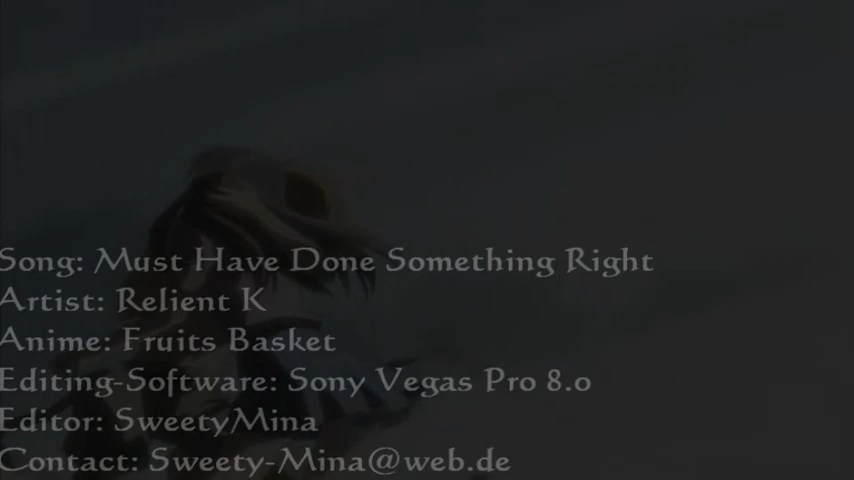 Song: Must Have Done Something Right
Artist: Relient K
Anime: Fruits Basket
Editing-Software: Sony Vegas Pro 8.0
Editor: SweetyMina
Contact: Sweety-Mina@web.de